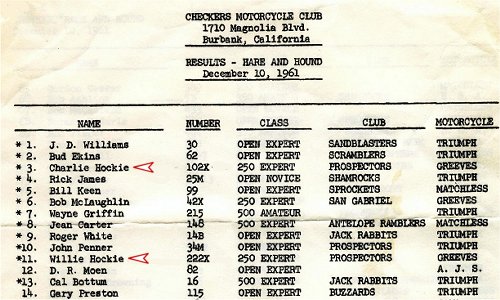 CHECKERS MOTORCYCLE CLUB
1710 Magnolia Blvd.
Burbank, California
RESULTS - HARE AND HOUND
December 10, 1961
NAME NUMBER CLASS CLUB MOTORCYCLE
* 1. J. D. Williams 30 OPEN EXPERT SANDBLASTERS TRIUMPH
* 2. Bud Ekins 62 OPEN EXPERT SCRAMBLERS TRIUMPH
* 3. Charlie Hockie 102X 250 EXPERT PROSPECTORS GREEVES
* 4. Rick James 25M OPEN NOVICE SHAMROCKS TRIUMPH
* 5. Bill Keen 99 OPEN EXPERT SPROCKETS MATCHLESS
* 6. Bob McLaughlin 42X 250 EXPERT SAN GABRIEL GREEVES
* 7. Wayne Griffin 215 500 AMATEUR TRIUMPH
* 8. Jean Carter 148 500 EXPERT ANTELOPE RAMBLERS MATCHLESS
* 9. Roger White 14B OPEN EXPERT JACK RABBITS TRIUMPH
*10. John Penner 34M OPEN EXPERT PROSPECTORS TRIUMPH
*11. Willie Hockie 222X 250 EXPERT PROSPECTORS GREEVES
12. D. R. Moen 82 OPEN EXPERT A. J. S.
*13. Cal Bottum 16 500 EXPERT JACK RABBITS TRIUMPH
14. Gary Preston 115 OPEN EXPERT BUZZARDS TRIUMPH